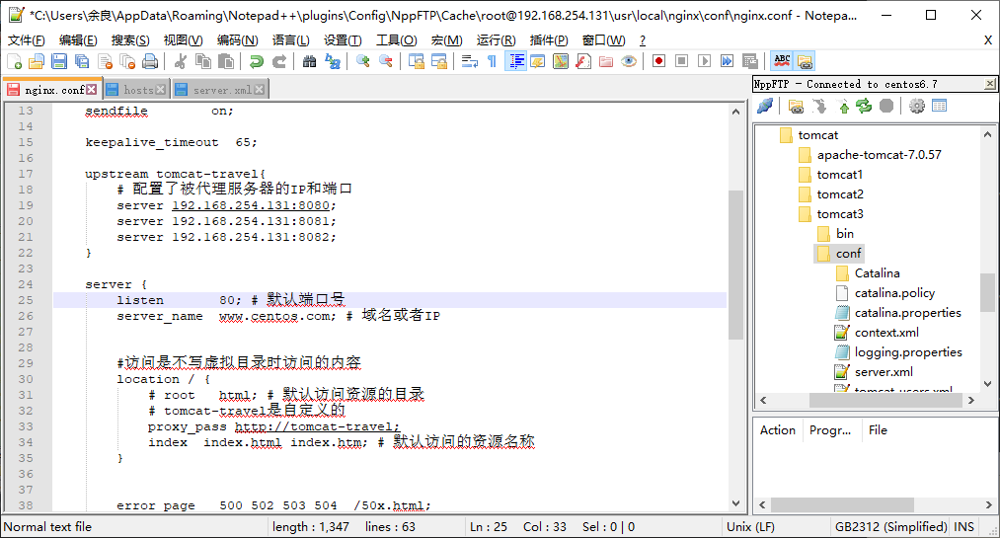 *C:\Users\余良\AppData\Roaming\Notepad++\plugins\Config\NppFTP\Cache\root@192.168.254.131\usr\local\nginx\conf\nginx.conf - Notepa...
文件(F) 编辑(E) 搜索(S) 视图(V) 编码(N) 语言(L) 设置(T) 工具(O) 宏(M) 运行(R) 插件(P) 窗口(W) ? X
nginx.conf hosts server.xml
13 sendfile on;
14
15 keepalive_timeout 65;
16
17 upstream tomcat-travel{
18 # 配置了被代理服务器的IP和端口
19 server 192.168.254.131:8080;
20 server 192.168.254.131:8081;
21 server 192.168.254.131:8082;
22 }
23
24 server {
25 listen 80; # 默认端口号
26 server_name www.centos.com; # 域名或者IP
27
28
29 #访问是不写虚拟目录时访问的内容
30 location / {
31 # root html; # 默认访问资源的目录
32 # tomcat-travel是自定义的
33 proxy_pass http://tomcat-travel;
34 index index.html index.htm; # 默认访问的资源名称
35 }
36
37
38 error_page 500 502 503 504 /50x.html;
NppFTP - Connected to centos6.7
tomcat
apache-tomcat-7.0.57
tomcat1
tomcat2
tomcat3
bin
conf
Catalina
catalina.policy
catalina.properties
context.xml
logging.properties
server.xml
tomcat-users.xml
Action Progr... File
Normal text file length : 1,347 lines : 63 Ln : 25 Col : 33 Sel : 0 | 0 Unix (LF) GB2312 (Simplified) INS